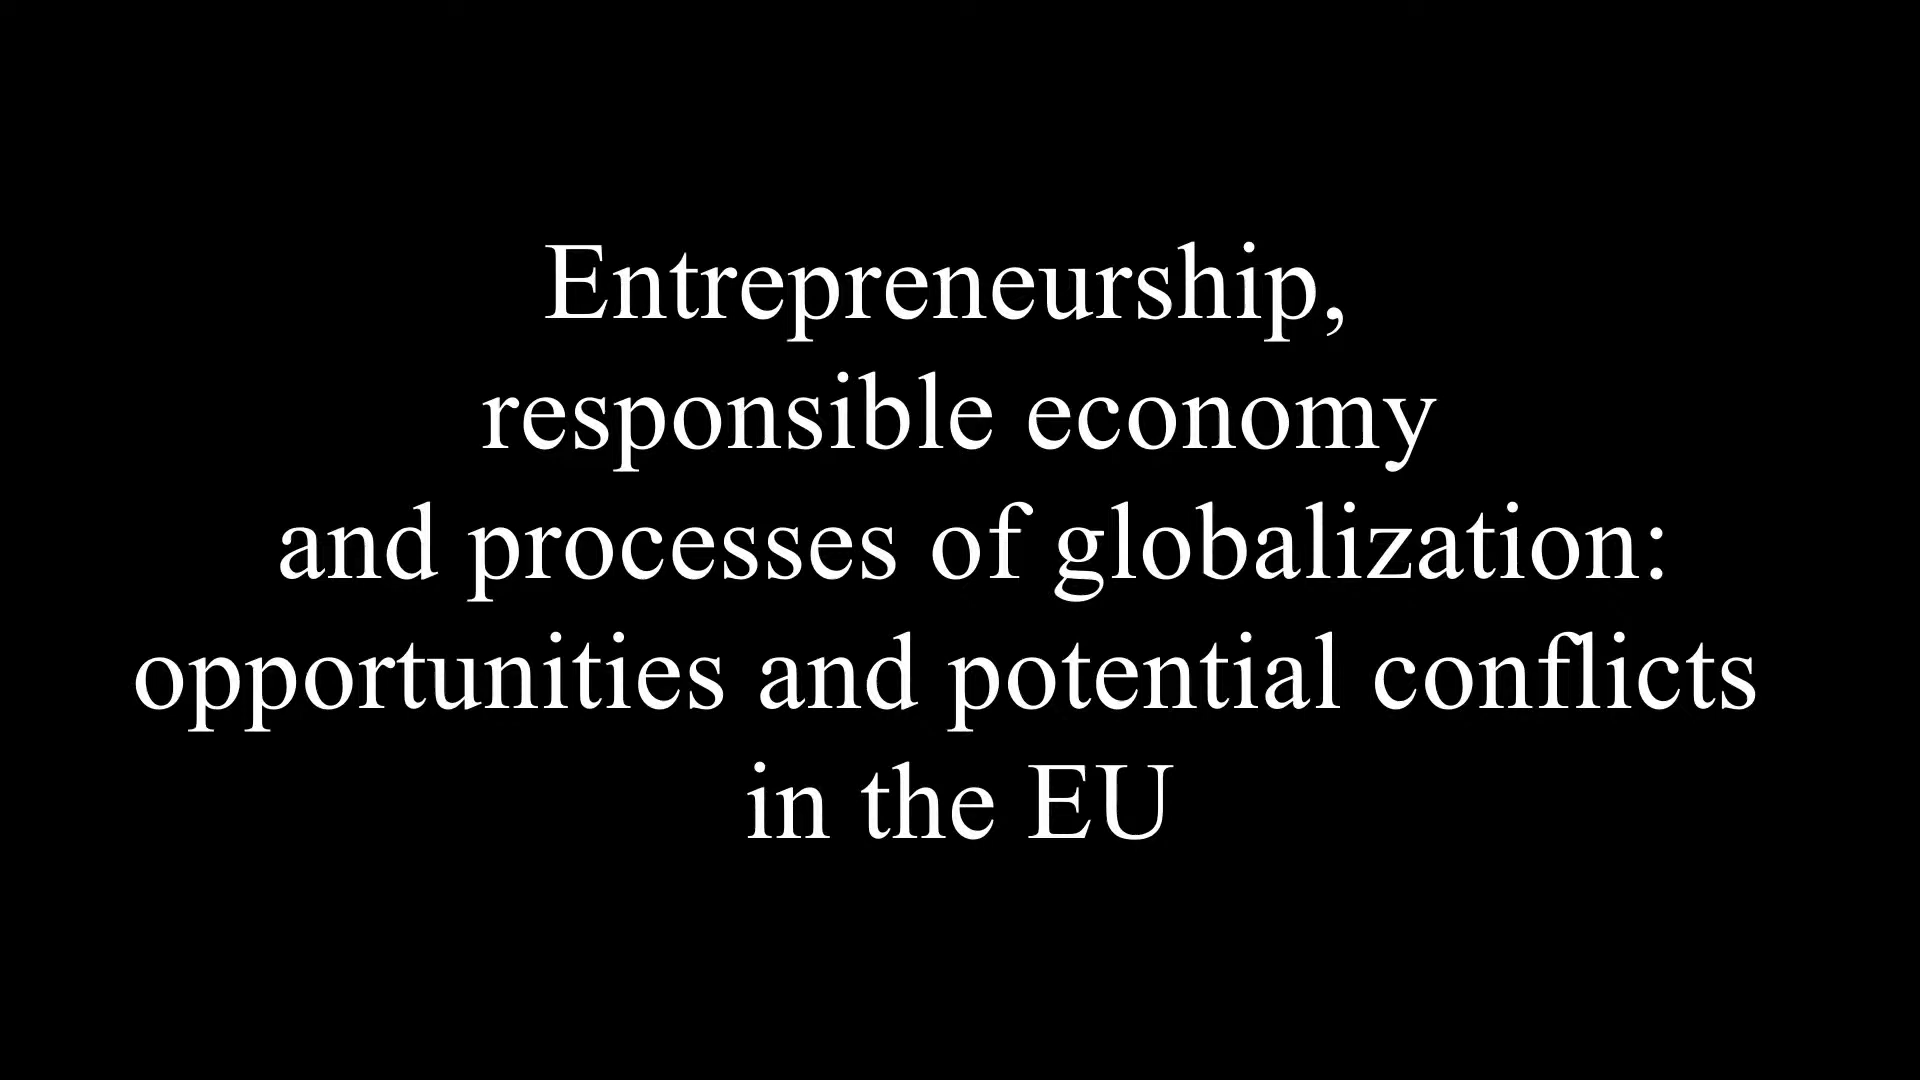 Entrepreneurship,
responsible economy
and processes of globalization:
opportunities and potential conflicts
in the EU